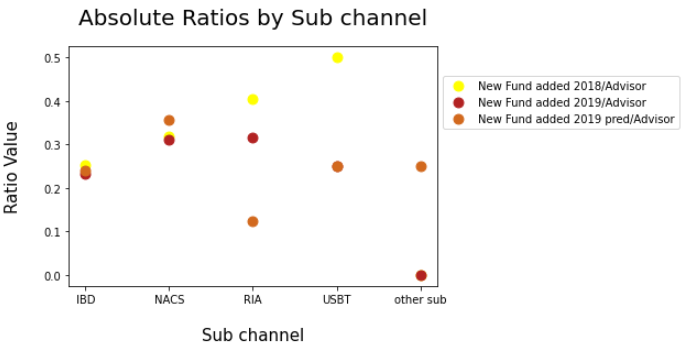 Absolute Ratios by Sub channel
Ratio Value
0.5
0.4
0.3
0.2
0.1
0.0
IBD NACS RIA USBT other sub
Sub channel
New Fund added 2018/Advisor
New Fund added 2019/Advisor
New Fund added 2019 pred/Advisor